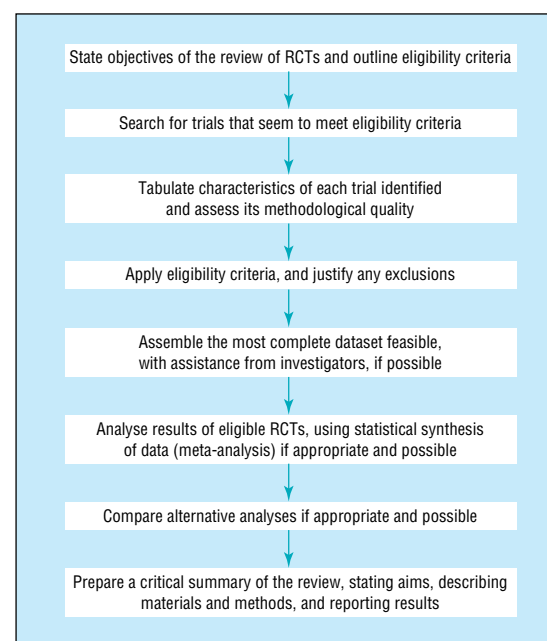 State objectives of the review of RCTs and outline eligibility criteria
Search for trials that seem to meet eligibility criteria
Tabulate characteristics of each trial identified
and assess its methodological quality
Apply eligibility criteria, and justify any exclusions
Assemble the most complete dataset feasible,
with assistance from investigators, if possible
Analyse results of eligible RCTs, using statistical synthesis
of data (meta-analysis) if appropriate and possible
Compare alternative analyses if appropriate and possible
Prepare a critical summary of the review, stating aims, describing
materials and methods, and reporting results